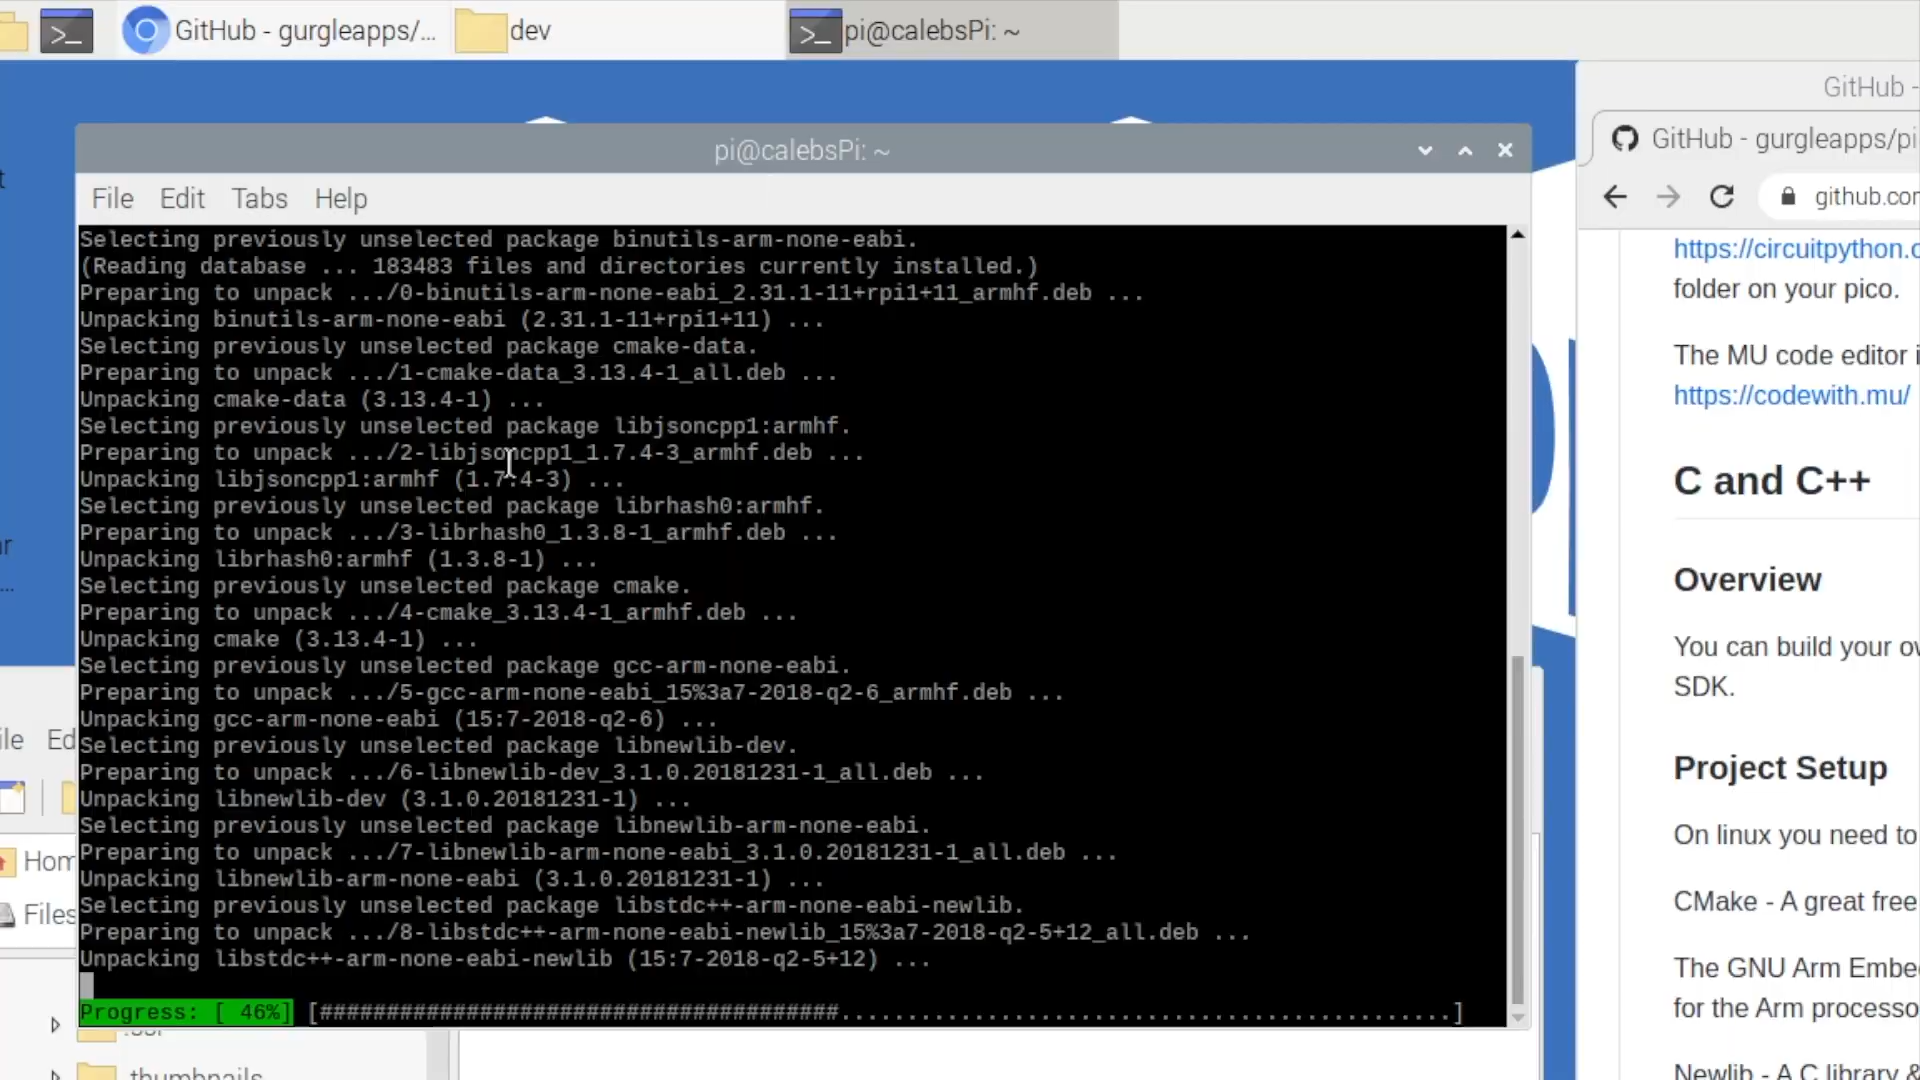 GitHub - gurgleapps/...
dev
pi@calebsPi: ~
GitHub -
pi@calebsPi: ~
GitHub - gurgleapps/pi
File Edit Tabs Help
github.co
Selecting previously unselected package binutils-arm-none-eabi.
(Reading database ... 183483 files and directories currently installed.)
Preparing to unpack .../0-binutils-arm-none-eabi_2.31.1-11+rpi1+11_armhf.deb ...
Unpacking binutils-arm-none-eabi (2.31.1-11+rpi1+11) ...
Selecting previously unselected package cmake-data.
Preparing to unpack .../1-cmake-data_3.13.4-1_all.deb ...
Unpacking cmake-data (3.13.4-1) ...
Selecting previously unselected package libjsoncpp1:armhf.
Preparing to unpack .../2-libjsoncpp1_1.7.4-3_armhf.deb ...
Unpacking libjsoncpp1:armhf (1.7.4-3) ...
Selecting previously unselected package librhash0:armhf.
Preparing to unpack .../3-librhash0_1.3.8-1_armhf.deb ...
Unpacking librhash0:armhf (1.3.8-1) ...
Selecting previously unselected package cmake.
Preparing to unpack .../4-cmake_3.13.4-1_armhf.deb ...
Unpacking cmake (3.13.4-1) ...
Selecting previously unselected package gcc-arm-none-eabi.
Preparing to unpack .../5-gcc-arm-none-eabi_15%3a7-2018-q2-6_armhf.deb ...
Unpacking gcc-arm-none-eabi (15:7-2018-q2-6) ...
Selecting previously unselected package libnewlib-dev.
Preparing to unpack .../6-libnewlib-dev_3.1.0.20181231-1_all.deb ...
Unpacking libnewlib-dev (3.1.0.20181231-1) ...
Selecting previously unselected package libnewlib-arm-none-eabi.
Preparing to unpack .../7-libnewlib-arm-none-eabi_3.1.0.20181231-1_all.deb ...
Unpacking libnewlib-arm-none-eabi (3.1.0.20181231-1) ...
Selecting previously unselected package libstdc++-arm-none-eabi-newlib.
Preparing to unpack .../8-libstdc++-arm-none-eabi-newlib_15%3a7-2018-q2-5+12_all.deb ...
Unpacking libstdc++-arm-none-eabi-newlib (15:7-2018-q2-5+12) ...
Progress: [ 46%] [#######################################..............................................]
https://circuitpython.
folder on your pico.
The MU code editor i
https://codewith.mu/
C and C++
Overview
You can build your ow
SDK.
Project Setup
On linux you need to
CMake - A great free
The GNU Arm Embe
for the Arm processo
Newlib - A C library &
ile Ed
Hom
Files
thumbnails